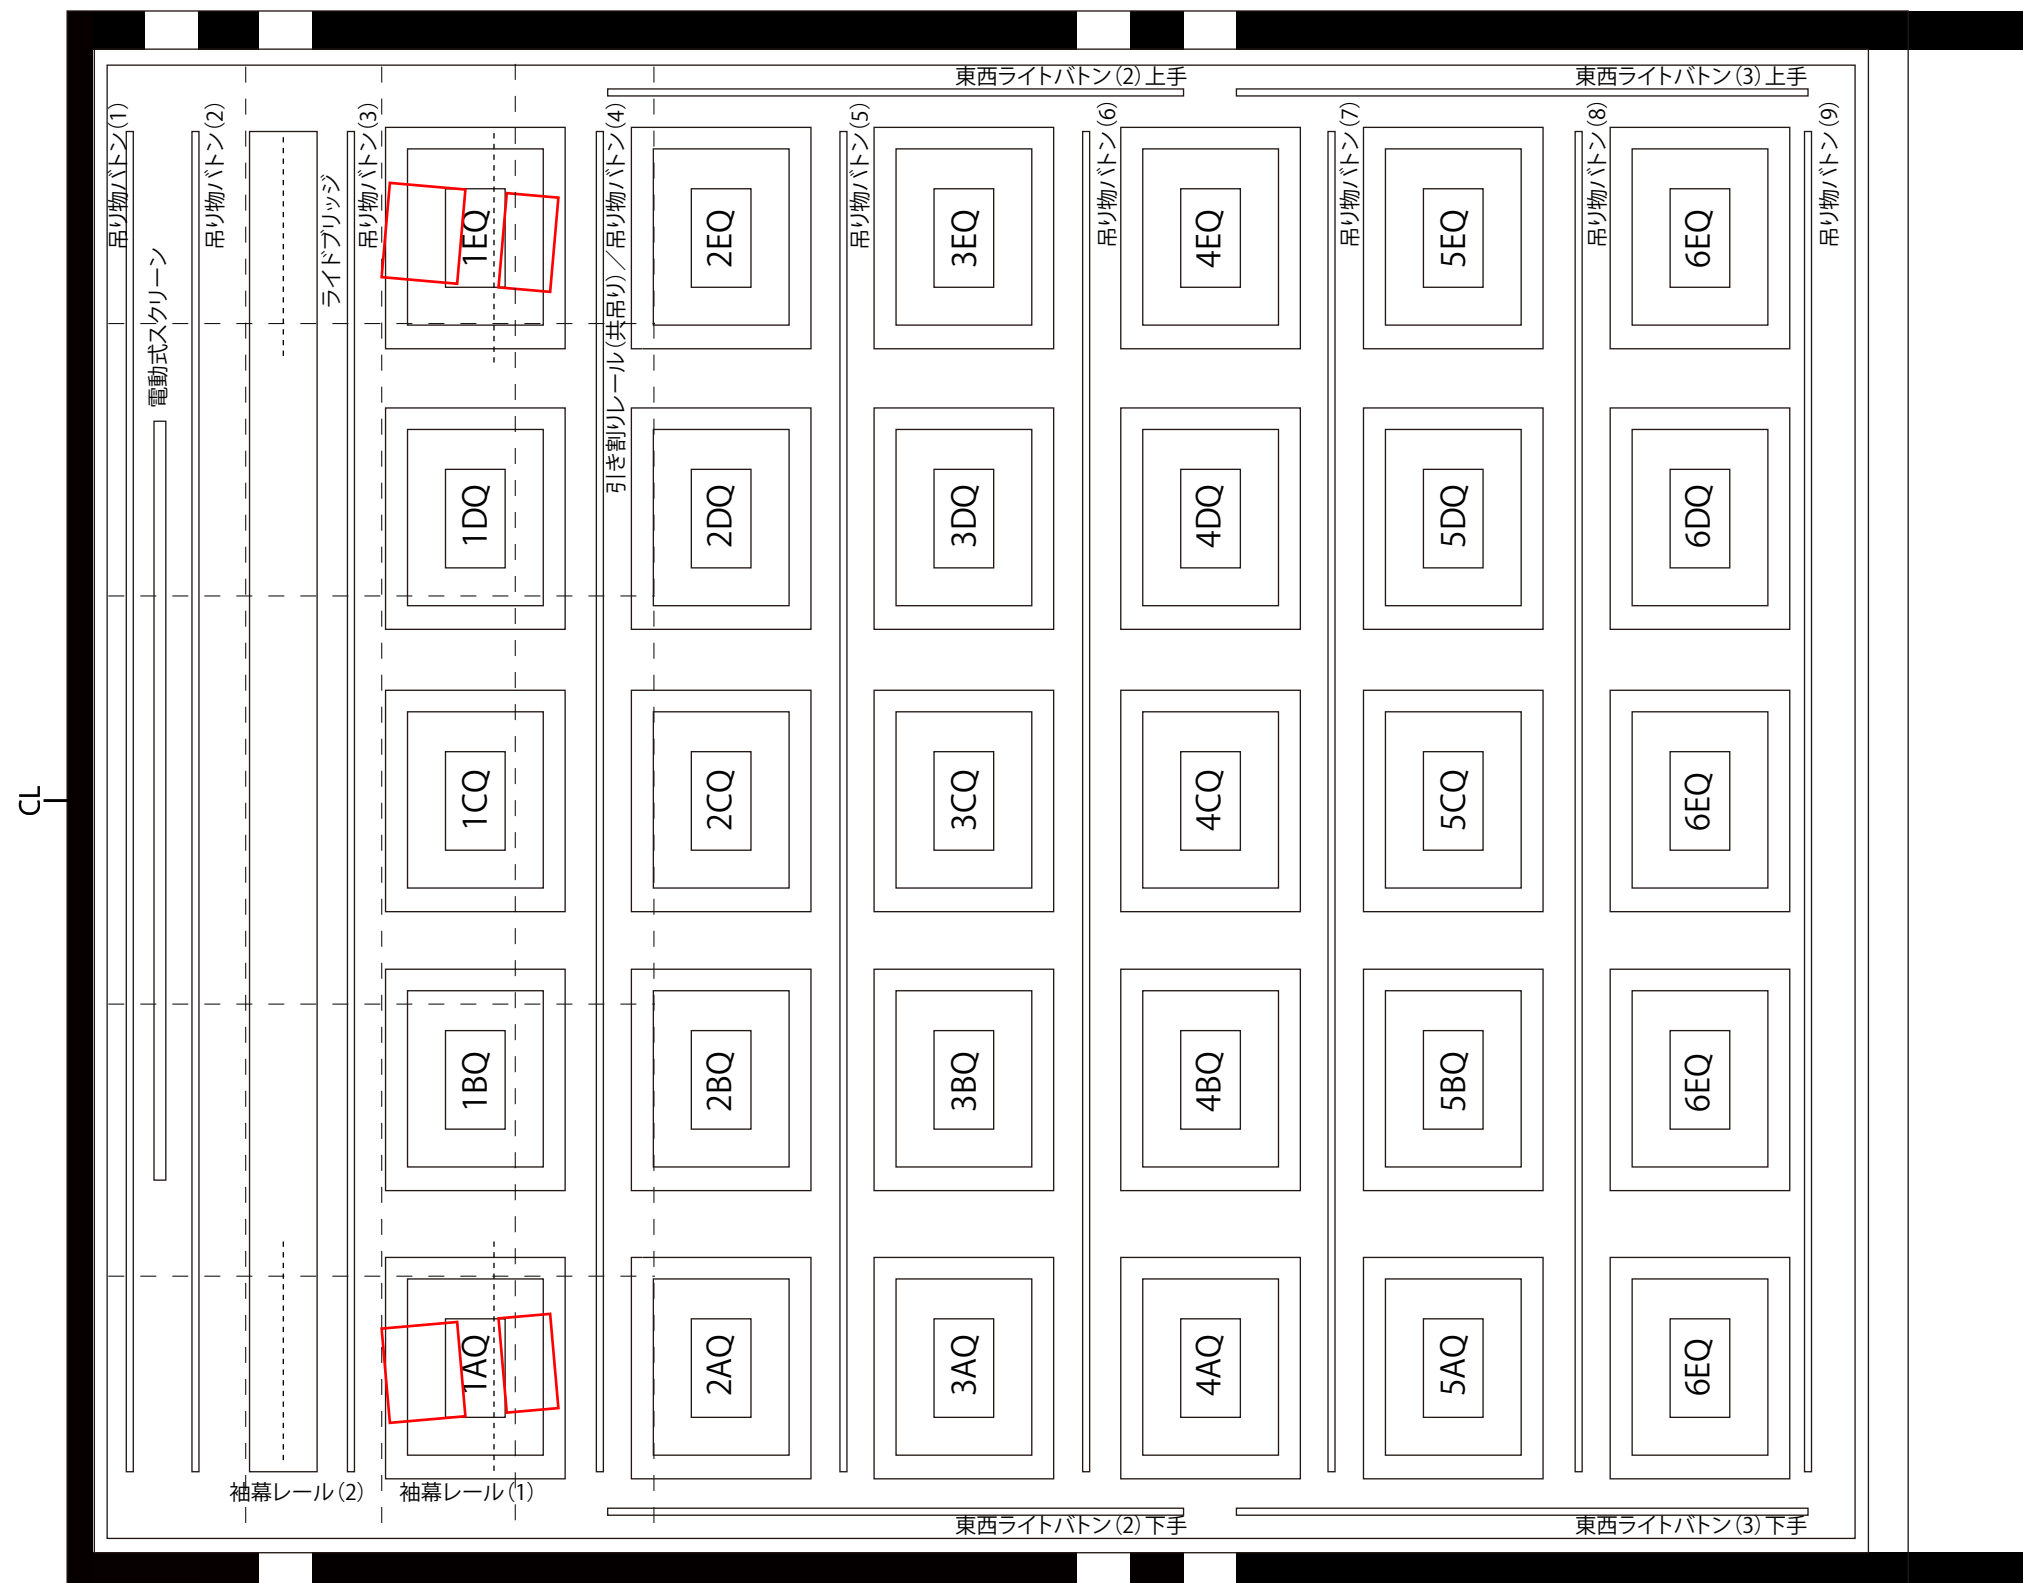 東西ライトバトン（2）上手
東西ライトバトン（3）上手
吊り物バトン（1）
電動式スクリーン
吊り物バトン（2）
ライドブリッジ
吊り物バトン（3）
引き割りレール（共吊り）／吊り物バトン（4）
吊り物バトン（5）
吊り物バトン（6）
吊り物バトン（7）
吊り物バトン（8）
吊り物バトン（9）
1EQ
2EQ
3EQ
4EQ
5EQ
6EQ
1DQ
2DQ
3DQ
4DQ
5DQ
6DQ
CL
1CQ
2CQ
3CQ
4CQ
5CQ
6EQ
1BQ
2BQ
3BQ
4BQ
5BQ
6EQ
1AQ
2AQ
3AQ
4AQ
5AQ
6EQ
袖幕レール（2）
袖幕レール（1）
東西ライトバトン（2）下手
東西ライトバトン（3）下手